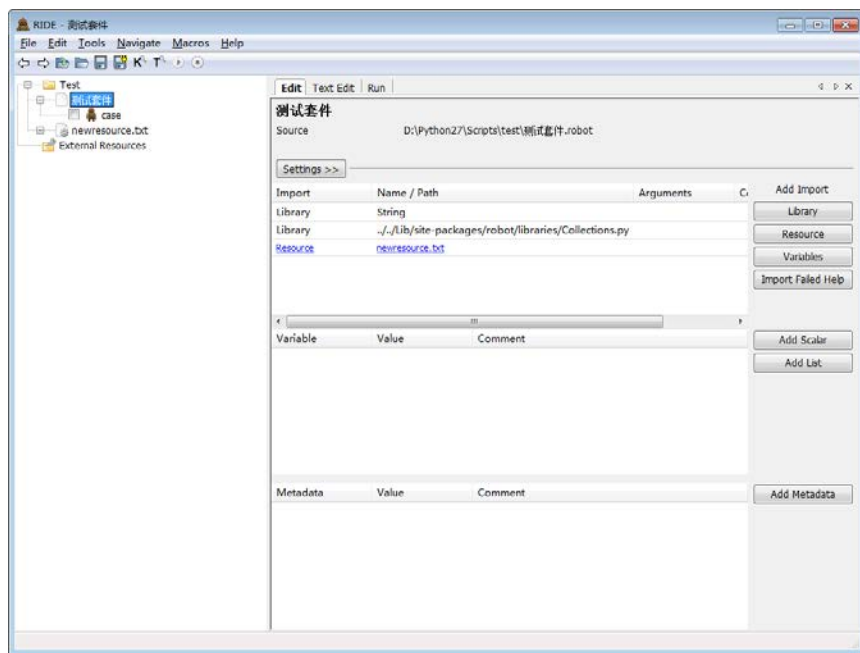 RIDE - 测试套件
File Edit Tools Navigate Macros Help
Test
测试套件
case
newresource.txt
External Resources
Edit Text Edit Run
测试套件
Source D:\Python27\Scripts\test\测试套件.robot
Settings >>
Import Name / Path Arguments C
Add Import
Library String
Library
Library ../../Lib/site-packages/robot/libraries/Collections.py
Resource
Resource newresource.txt
Variables
Import Failed Help
Variable Value Comment
Add Scalar
Add List
Metadata Value Comment
Add Metadata